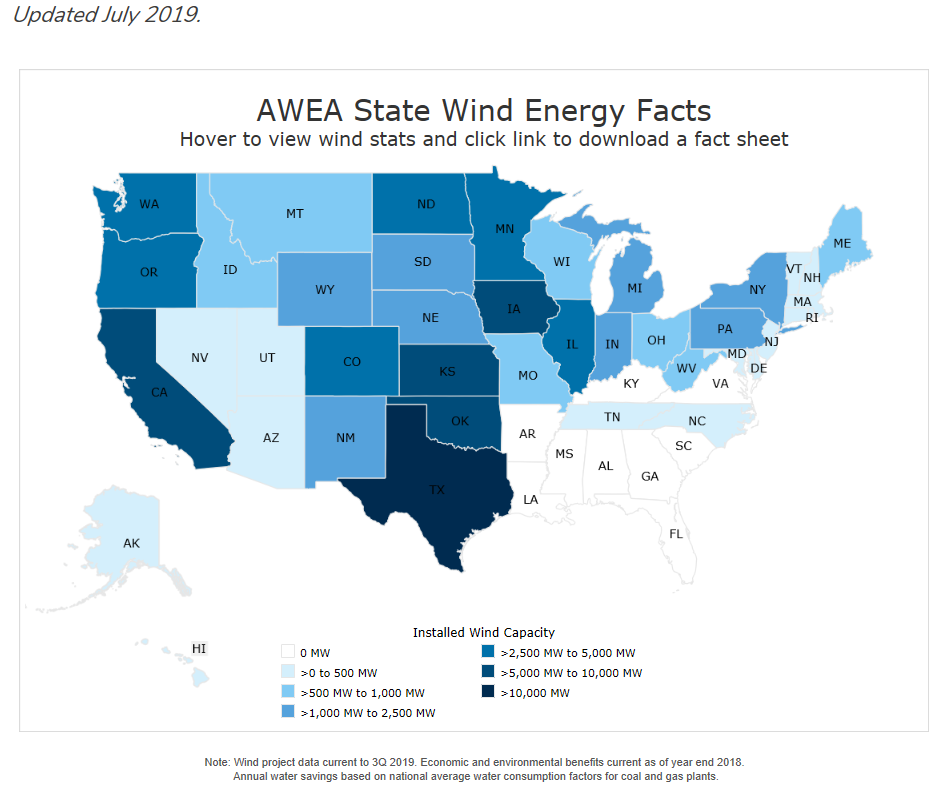 Updated July 2019.
AWEA State Wind Energy Facts
Hover to view wind stats and click link to download a fact sheet
WA
MT
ND
MN
ME
OR
ID
SD
WI
VT
NH
WY
MI
NY
MA
RI
NE
IA
PA
NJ
NV
UT
CO
KS
IL
IN
OH
MD
DE
MO
WV
VA
KY
CA
AZ
NM
OK
TN
NC
AR
SC
MS
AL
GA
TX
LA
FL
AK
HI
Installed Wind Capacity
0 MW
>0 to 500 MW
>500 MW to 1,000 MW
>1,000 MW to 2,500 MW
>2,500 MW to 5,000 MW
>5,000 MW to 10,000 MW
>10,000 MW
Note: Wind project data current to 3Q 2019. Economic and environmental benefits current as of year end 2018.
Annual water savings based on national average water consumption factors for coal and gas plants.